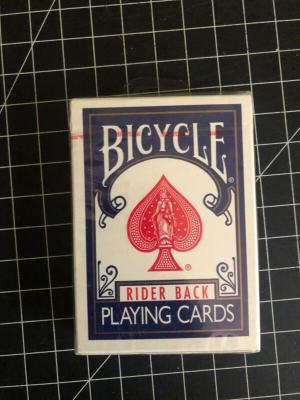 BICYCLE
®
®
RIDER BACK
PLAYING CARDS